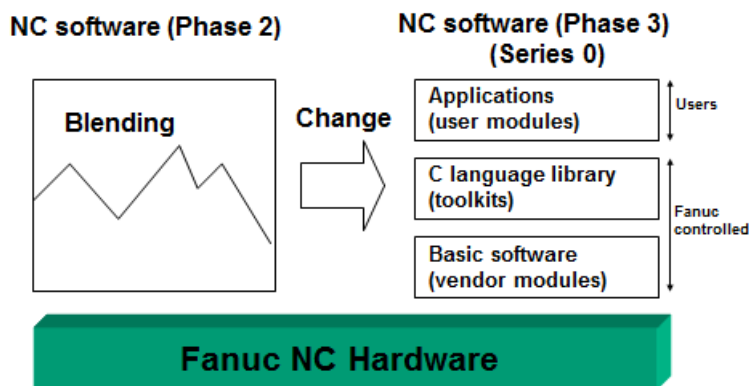 NC software (Phase 2)
NC software (Phase 3)
(Series 0)
Blending
Change
Applications
(user modules)
Users
C language library
(toolkits)
Fanuc
controlled
Basic software
(vendor modules)
Fanuc NC Hardware